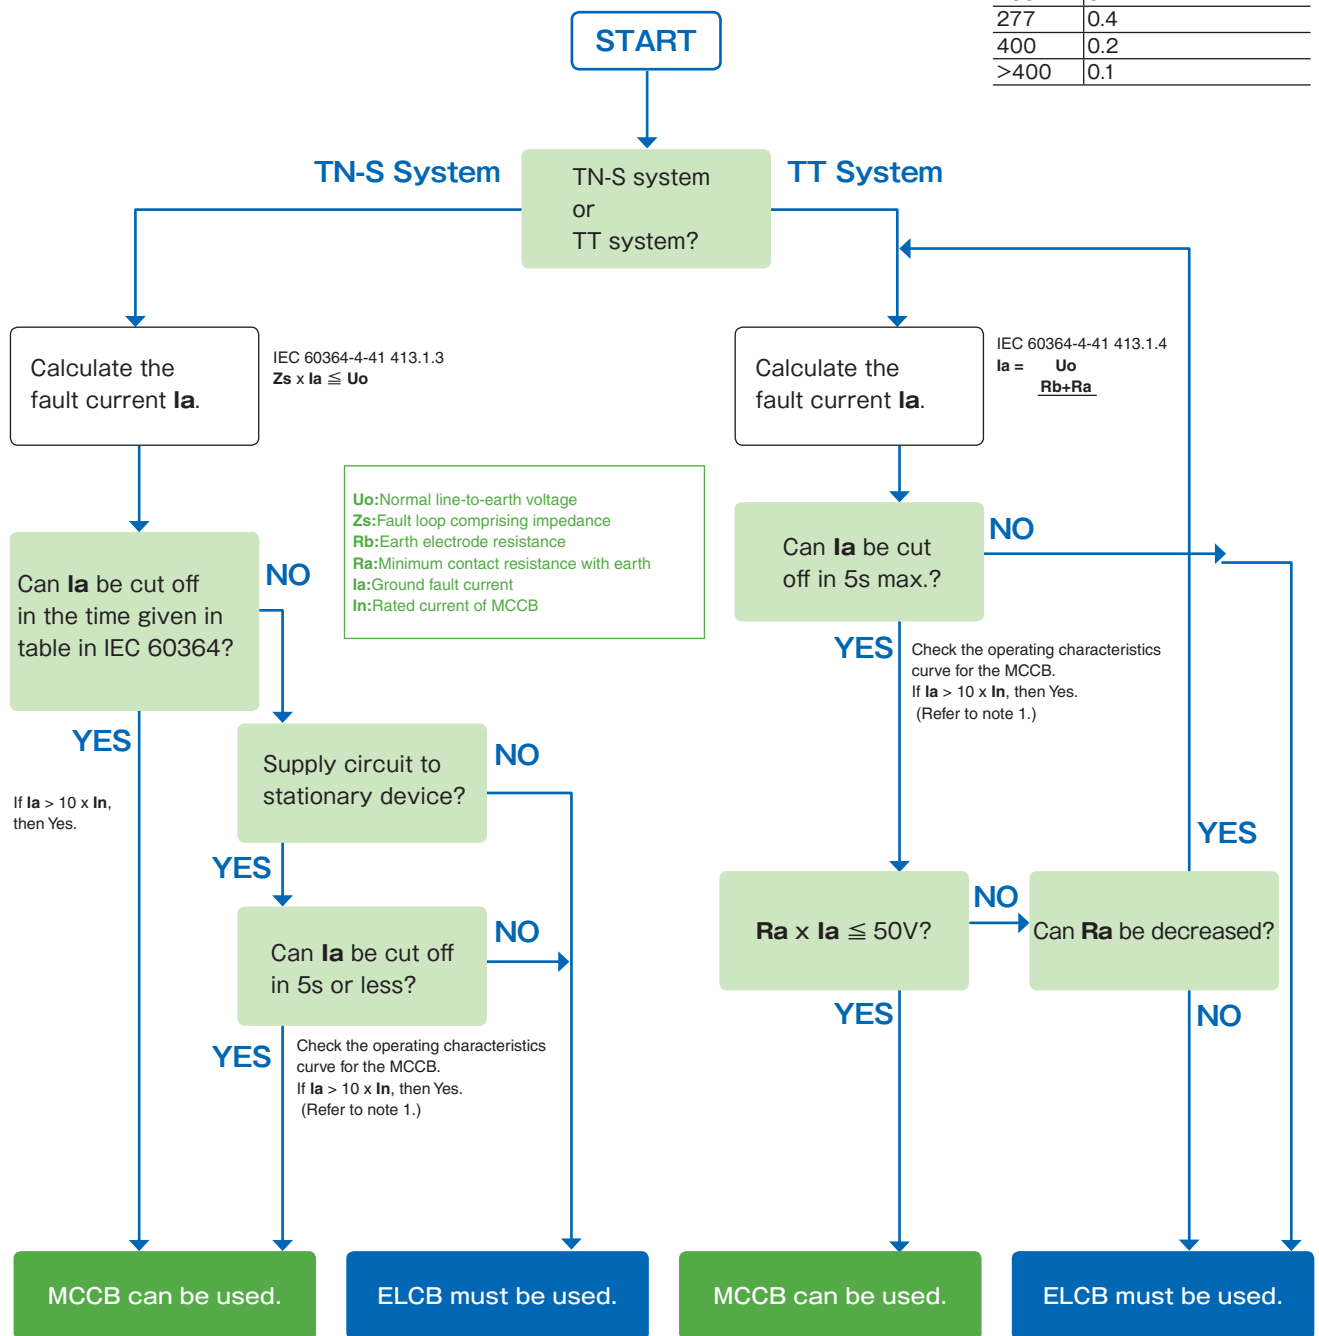 START
277 0.4
400 0.2
>400 0.1
TN-S System
TN-S system
or
TT system?
TT System
Calculate the
fault current Ia.
IEC 60364-4-41 413.1.3
Zs x Ia ≦ Uo
Calculate the
fault current Ia.
IEC 60364-4-41 413.1.4
Ia = Uo
Rb+Ra
Uo:Normal line-to-earth voltage
Zs:Fault loop comprising impedance
Rb:Earth electrode resistance
Ra:Minimum contact resistance with earth
Ia:Ground fault current
In:Rated current of MCCB
Can Ia be cut off
in the time given in
table in IEC 60364?
NO
YES
If Ia > 10 x In,
then Yes.
Supply circuit to
stationary device?
NO
YES
Can Ia be cut off
in 5s or less?
NO
YES
Check the operating characteristics
curve for the MCCB.
If Ia > 10 x In, then Yes.
(Refer to note 1.)
Can Ia be cut
off in 5s max.?
NO
YES
Check the operating characteristics
curve for the MCCB.
If Ia > 10 x In, then Yes.
(Refer to note 1.)
Ra x Ia ≦ 50V?
NO
YES
Can Ra be decreased?
YES
NO
MCCB can be used.
ELCB must be used.
MCCB can be used.
ELCB must be used.